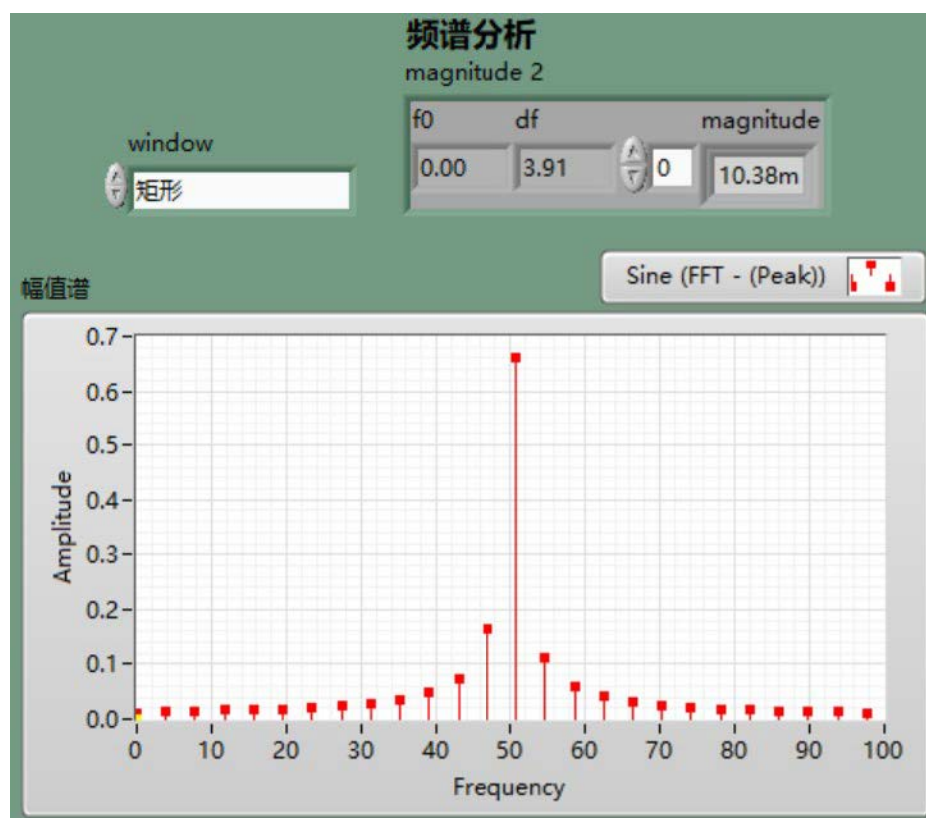 频谱分析
magnitude 2
f0 df magnitude
window
0.00 3.91 0 10.38m
矩形
Sine (FFT - (Peak))
幅值谱
0.7
0.6
0.5
0.4
0.3
0.2
0.1
0.0
Amplitude
0 10 20 30 40 50 60 70 80 90 100
Frequency